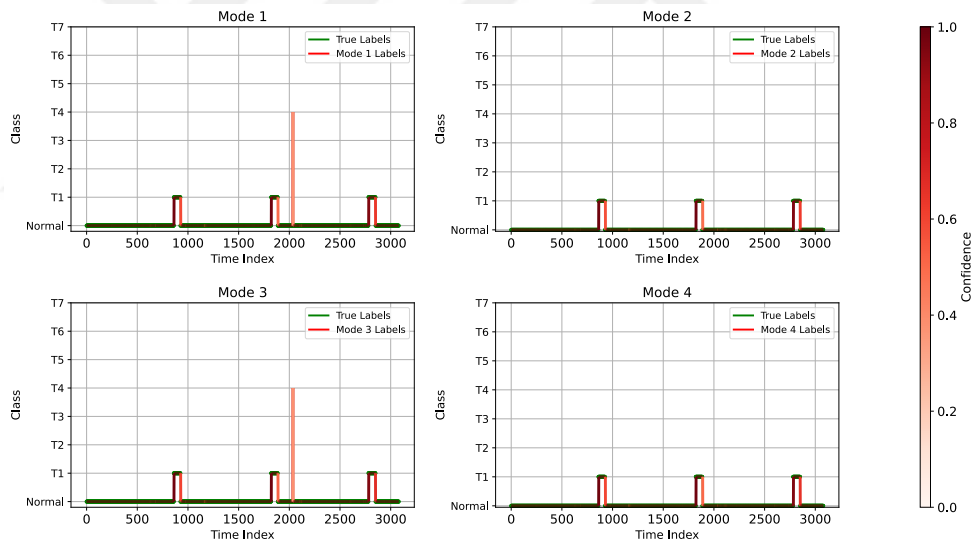 Mode 1
T7
T6
T5
T4
T3
T2
T1
Normal
Class
True Labels
Mode 1 Labels
0 500 1000 1500 2000 2500 3000
Time Index
Mode 2
T7
T6
T5
T4
T3
T2
T1
Normal
Class
True Labels
Mode 2 Labels
0 500 1000 1500 2000 2500 3000
Time Index
Mode 3
T7
T6
T5
T4
T3
T2
T1
Normal
Class
True Labels
Mode 3 Labels
0 500 1000 1500 2000 2500 3000
Time Index
Mode 4
T7
T6
T5
T4
T3
T2
T1
Normal
Class
True Labels
Mode 4 Labels
0 500 1000 1500 2000 2500 3000
Time Index
1.0
0.8
0.6
0.4
0.2
0.0
Confidence